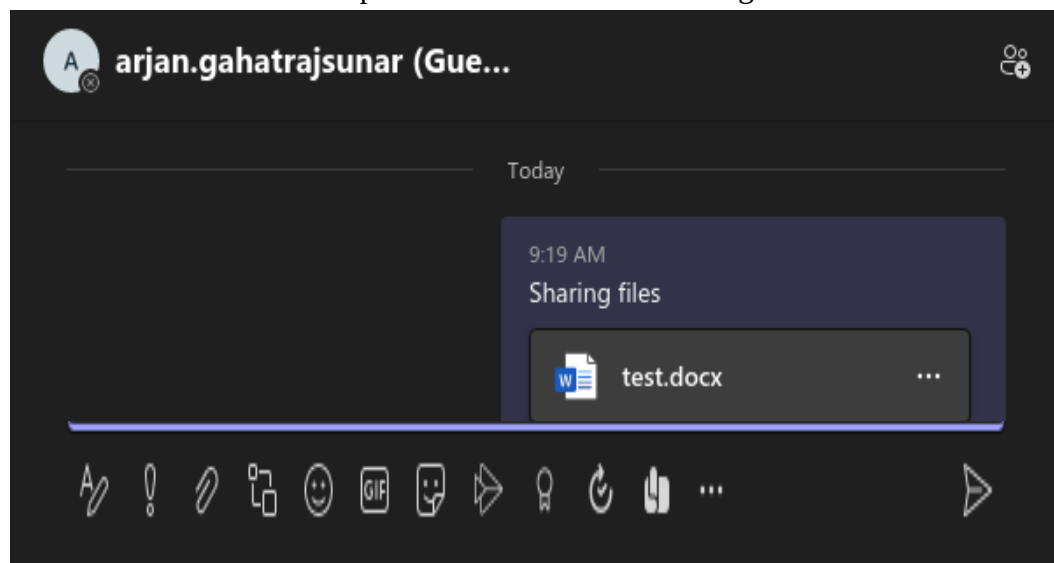 A
arjan.gahatrajsunar (Gue...
Today
9:19 AM
Sharing files
W
test.docx
GIF